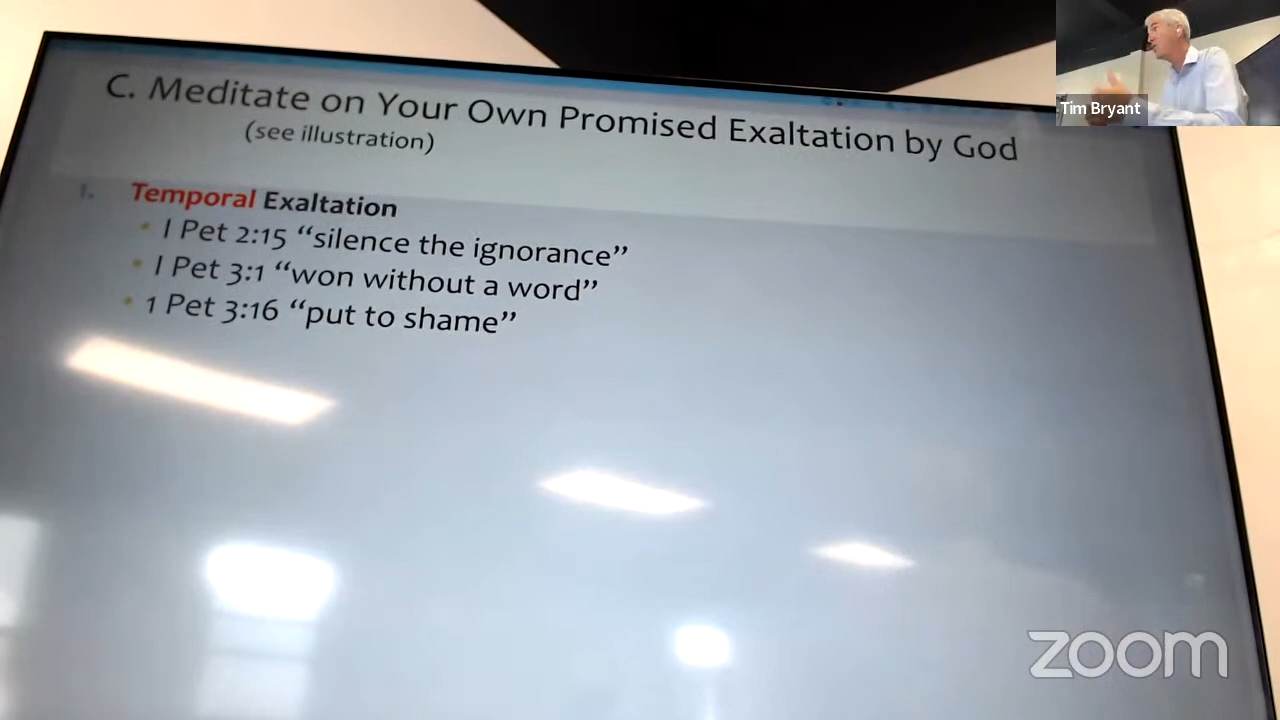 C. Meditate on Your Own Promised Exaltation by God
(see illustration)
1. Temporal Exaltation
• I Pet 2:15 “silence the ignorance”
• I Pet 3:1 “won without a word”
• 1 Pet 3:16 “put to shame”
Tim Bryant
zoom